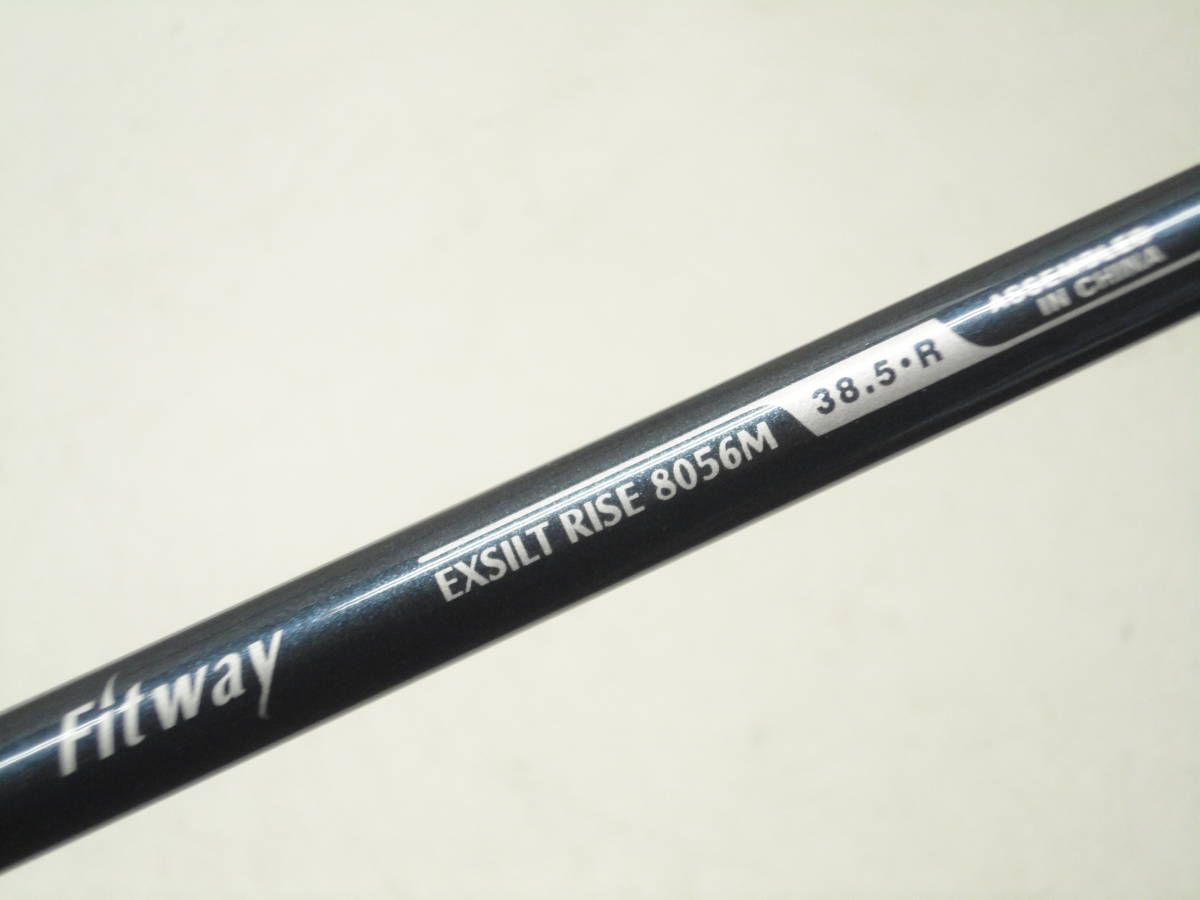 Fitway
EXSILT RISE 8056M
38.5·R
ASSEMBLED
IN CHINA